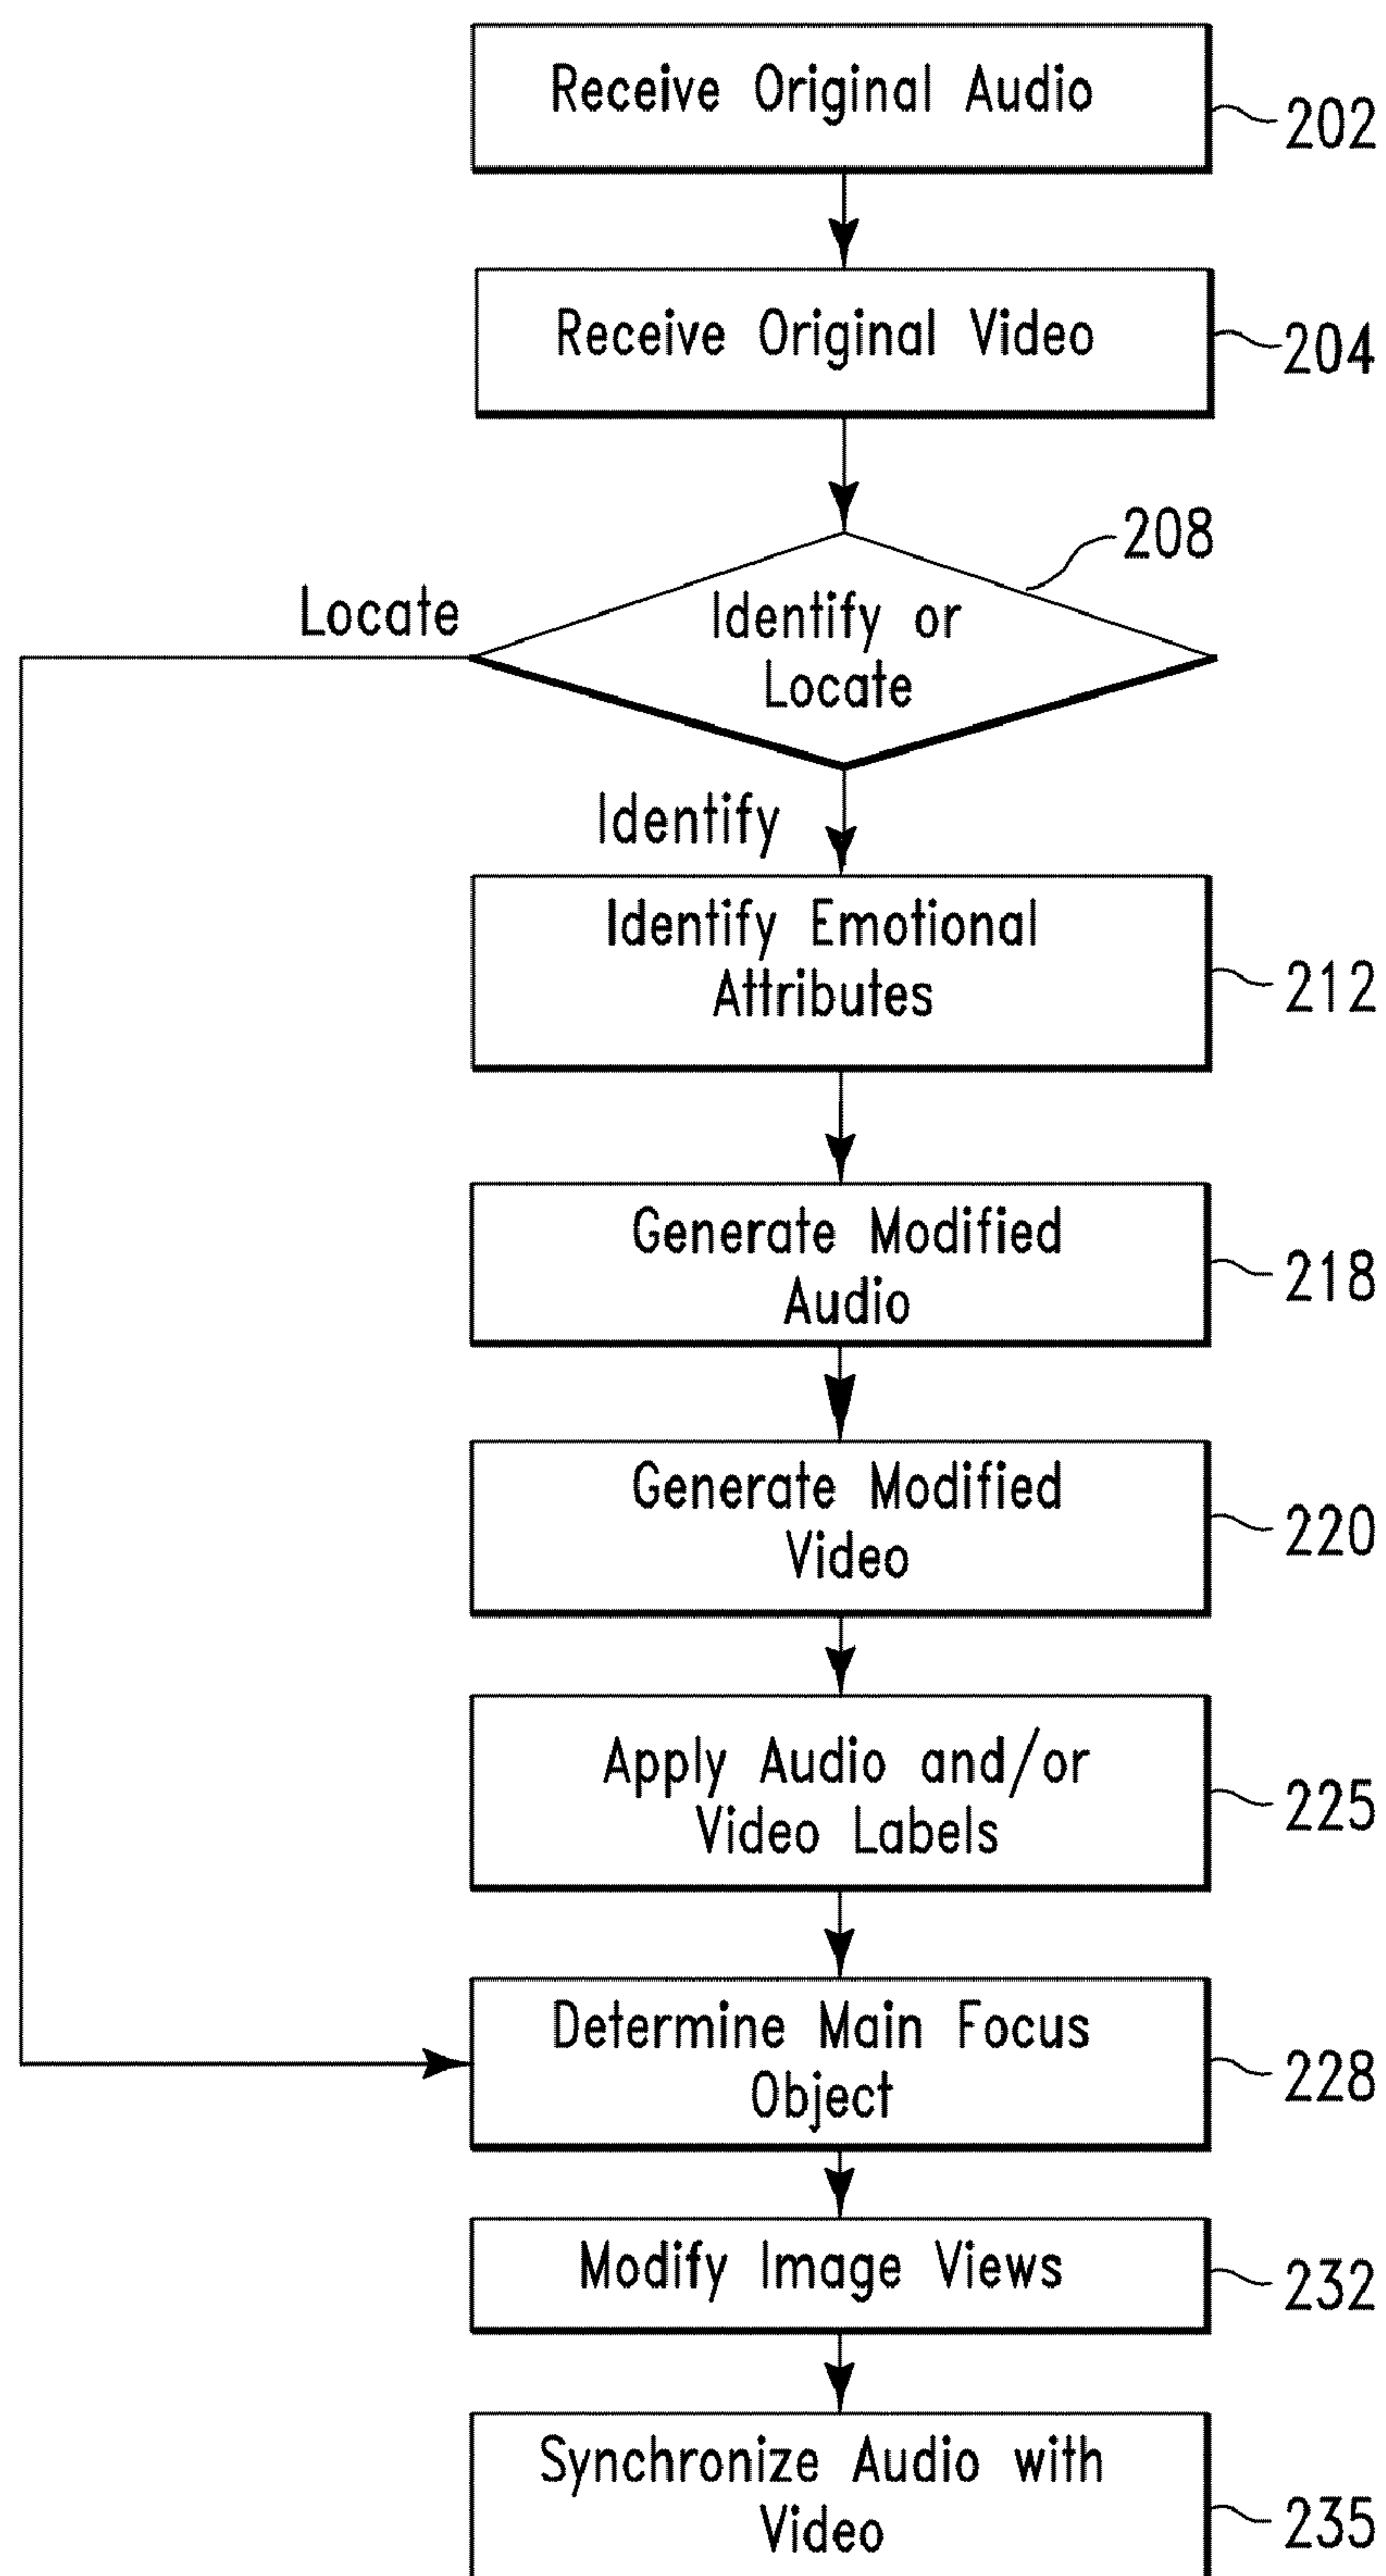 Receive Original Audio
202
Receive Original Video
204
208
Locate
Identify or
Locate
Identify
Identify Emotional
Attributes
212
Generate Modified
Audio
218
Generate Modified
Video
220
Apply Audio and/or
Video Labels
225
Determine Main Focus
Object
228
Modify Image Views
232
Synchronize Audio with
Video
235